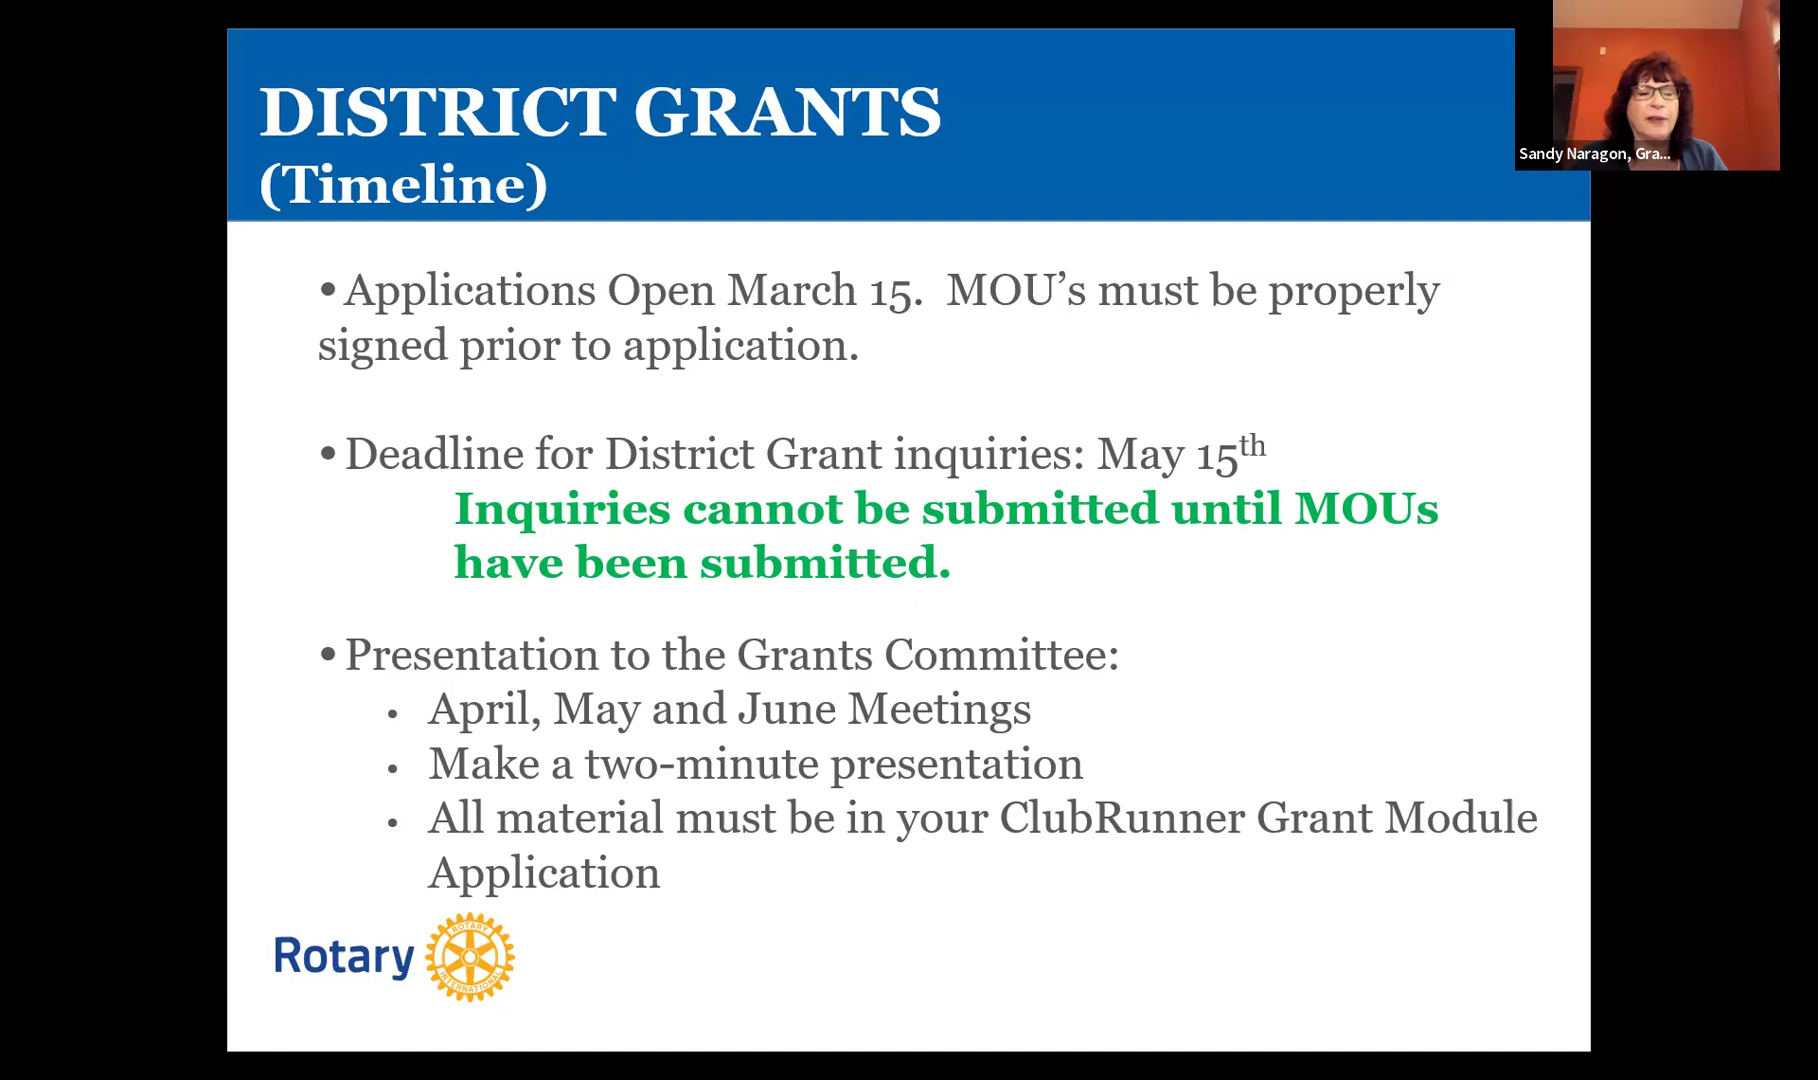 DISTRICT GRANTS
(Timeline)
Sandy Naragon, Gra...
•Applications Open March 15.  MOU’s must be properly
signed prior to application.
•Deadline for District Grant inquiries: May 15th
Inquiries cannot be submitted until MOUs
have been submitted.
•Presentation to the Grants Committee:
• April, May and June Meetings
• Make a two-minute presentation
• All material must be in your ClubRunner Grant Module
Application
Rotary
ROTARY
INTERNATIONAL